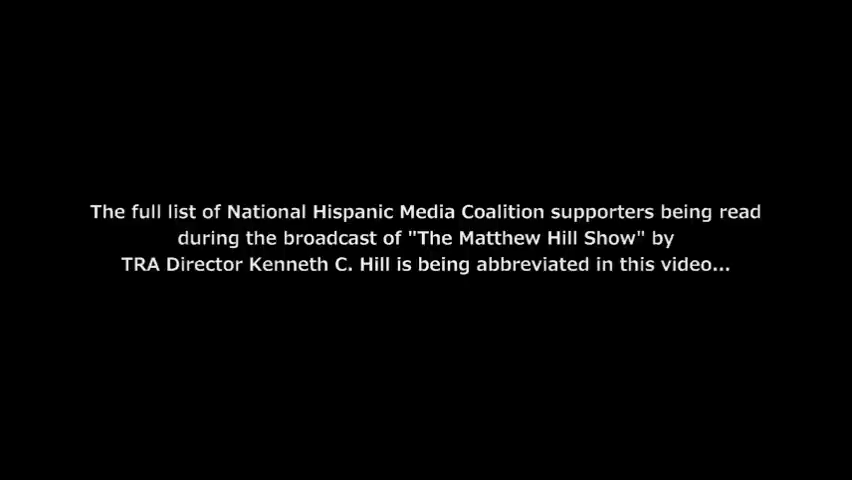 The full list of National Hispanic Media Coalition supporters being read
during the broadcast of "The Matthew Hill Show" by
TRA Director Kenneth C. Hill is being abbreviated in this video...